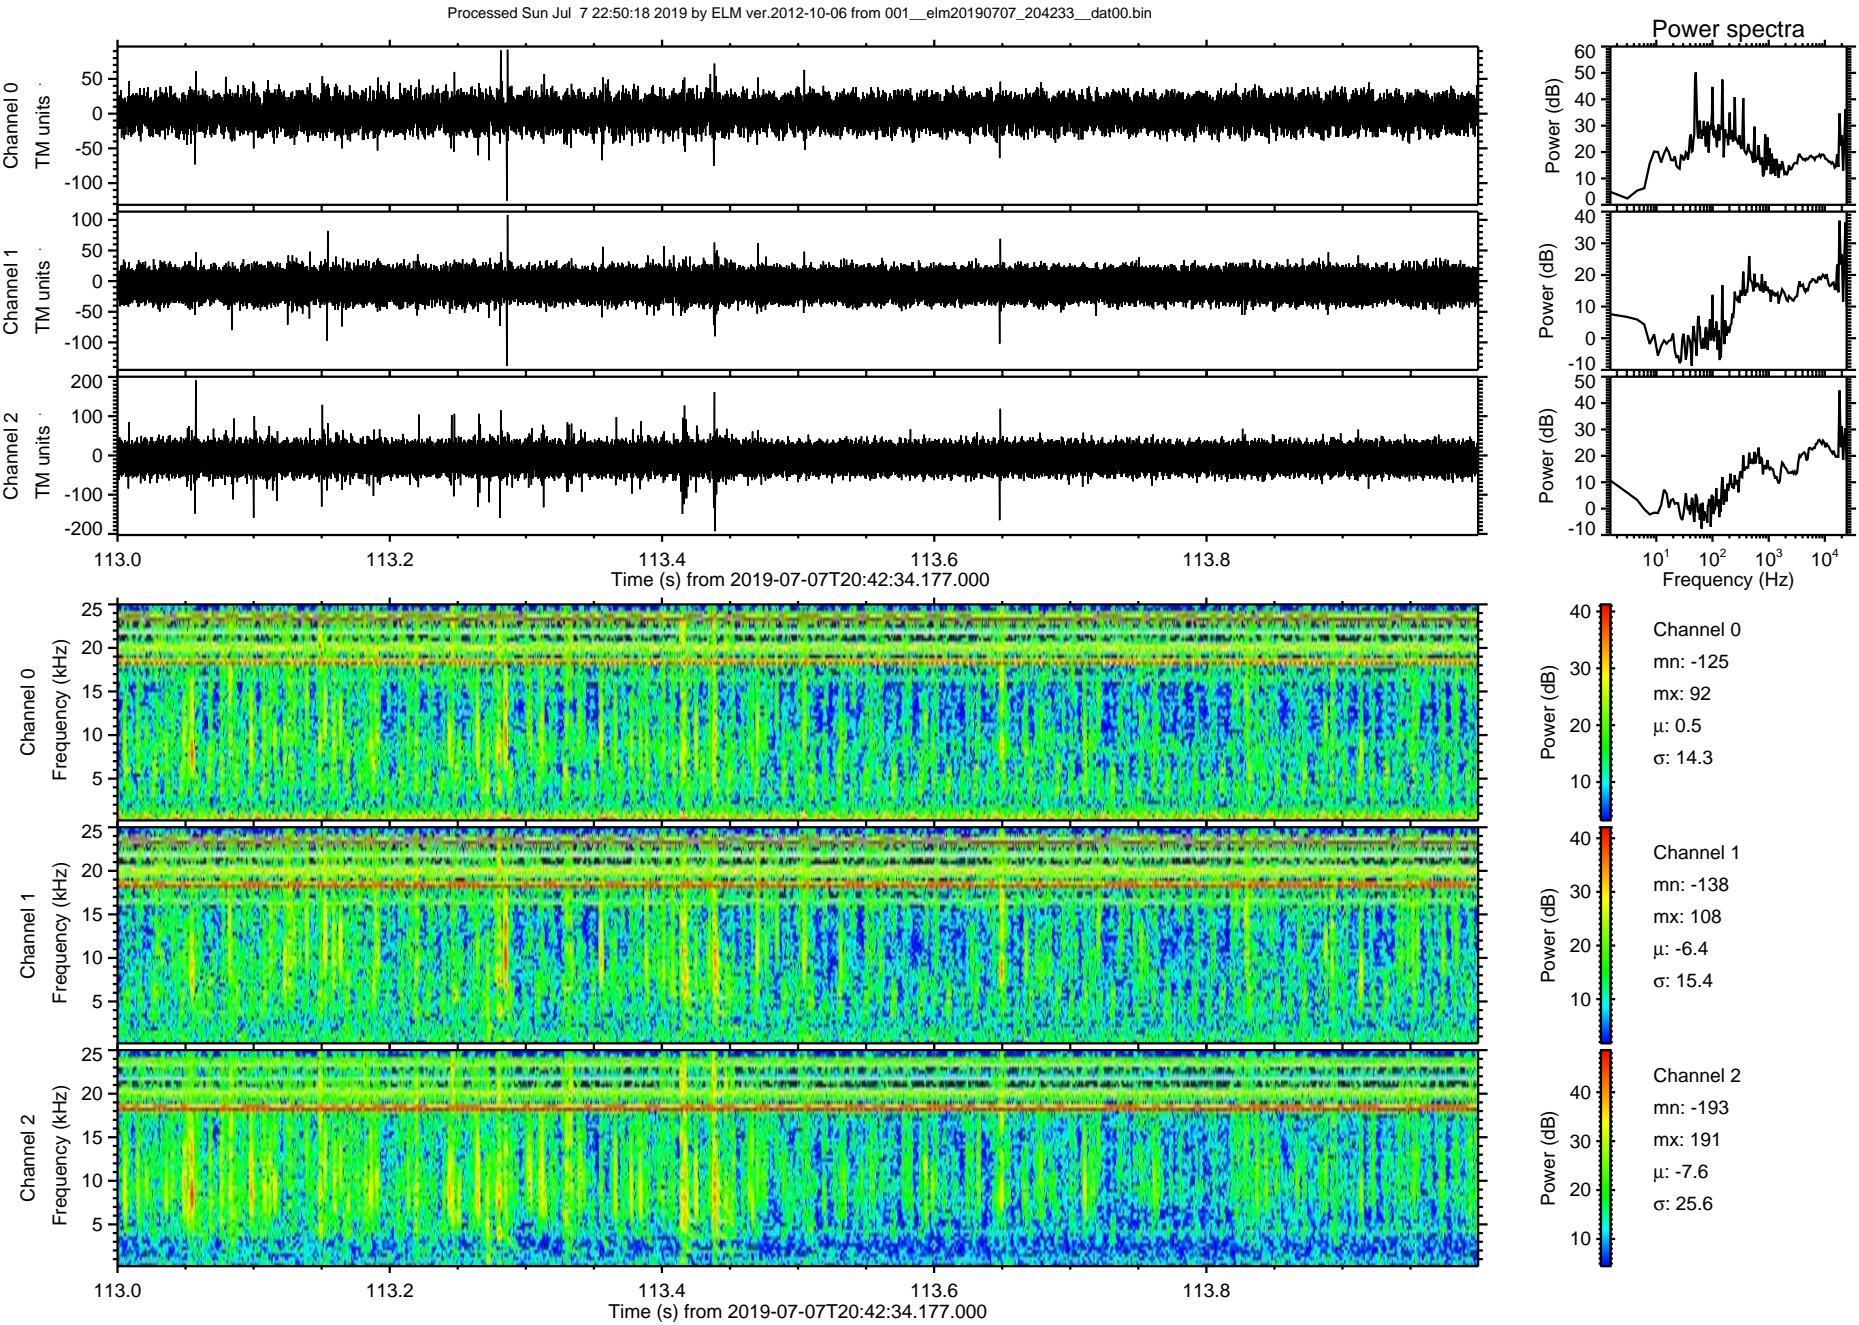 Processed Sun Jul 7 22:50:18 2019 by ELM ver.2012-10-06 from 001__elm20190707_204233__dat00.bin
Power spectra
Channel 0
TM units
50
0
-50
-100
Power (dB)
60
50
40
30
20
10
0
Channel 1
TM units
100
50
0
-50
-100
Power (dB)
40
30
20
10
0
-10
Channel 2
TM units
200
100
0
-100
-200
Power (dB)
50
40
30
20
10
0
-10
113.0 113.2 113.4 113.6 113.8
Time (s) from 2019-07-07T20:42:34.177.000
10¹ 10² 10³ 10⁴
Frequency (Hz)
Channel 0
Frequency (kHz)
25
20
15
10
5
Power (dB)
40
30
20
10
Channel 0
mn: -125
mx: 92
μ: 0.5
σ: 14.3
Channel 1
Frequency (kHz)
25
20
15
10
5
Power (dB)
40
30
20
10
Channel 1
mn: -138
mx: 108
μ: -6.4
σ: 15.4
Channel 2
Frequency (kHz)
25
20
15
10
5
Power (dB)
40
30
20
10
Channel 2
mn: -193
mx: 191
μ: -7.6
σ: 25.6
113.0 113.2 113.4 113.6 113.8
Time (s) from 2019-07-07T20:42:34.177.000